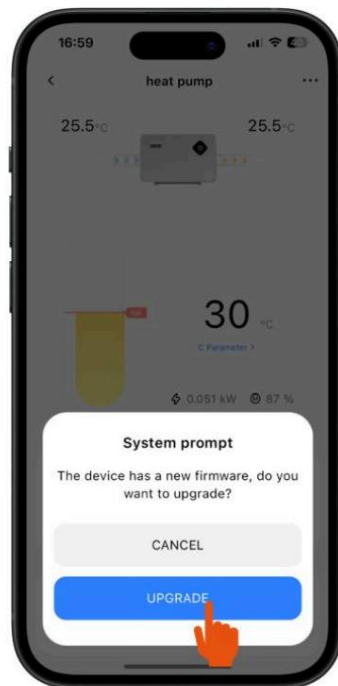 16:59
heat pump
25.5°C
25.5°C
30 °C
C Parameter >
0.051 kW
87 %
System prompt
The device has a new firmware, do you
want to upgrade?
CANCEL
UPGRADE